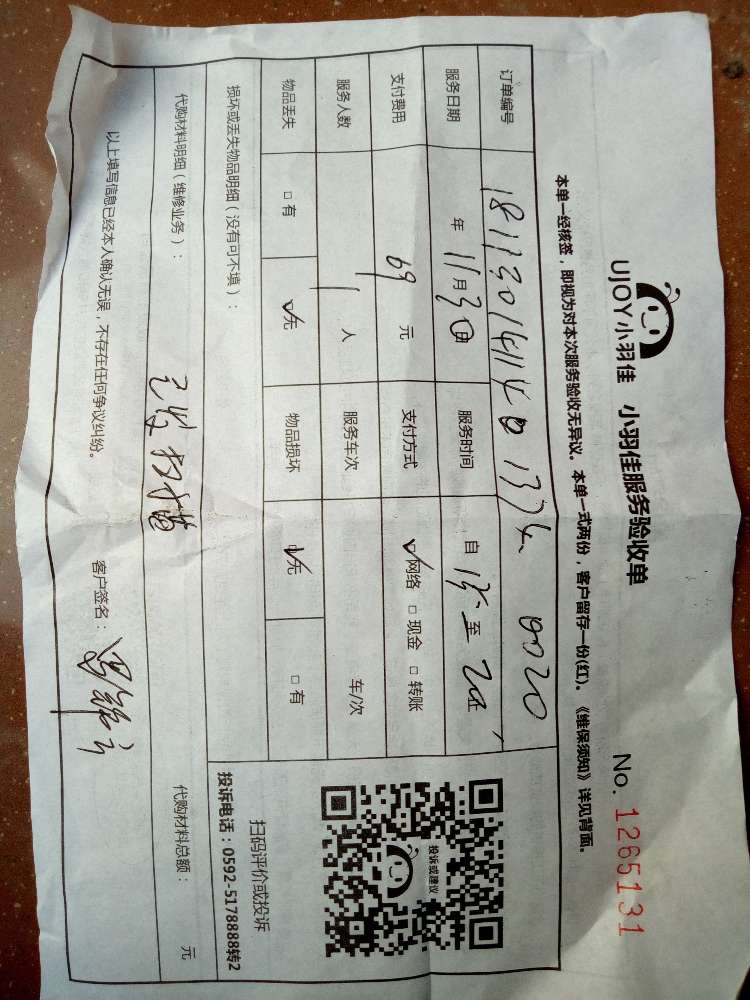 UJOY小羽佳 小羽佳服务验收单
No. 1265131
本单一经核签，即视为对本次服务验收无异议。本单一式两份，客户留存一份(红)。《维保须知》详见背面。
订单编号
服务日期 年 11月30日 服务时间 自 至
支付费用 69 元 支付方式 ☑网络 □现金 □转账
服务人数 1 人 服务车次 车/次
物品丢失 □有 ☑无 物品损坏 ☑无 □有
损坏或丢失物品明细（没有可不填）：
代购材料明细（维修业务）： 代购材料总额： 元
以上填写信息已经本人确认无误，不存在任何争议纠纷。 客户签名：
投诉或建议
扫码评价或投诉
投诉电话：0592-5178888转2